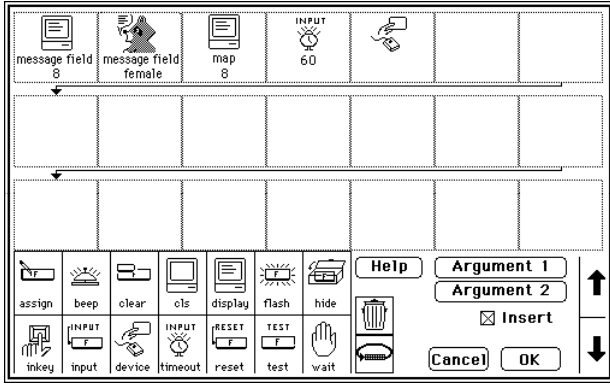 INPUT
message field
8
message field
female
map
8
60
assign
beep
clear
cls
display
flash
hide
F
F
F
Help
Argument 1
Argument 2
Insert
INPUT
INPUT
RESET
TEST
F
F
F
inkey
input
device
timeout
reset
test
wait
Cancel
OK